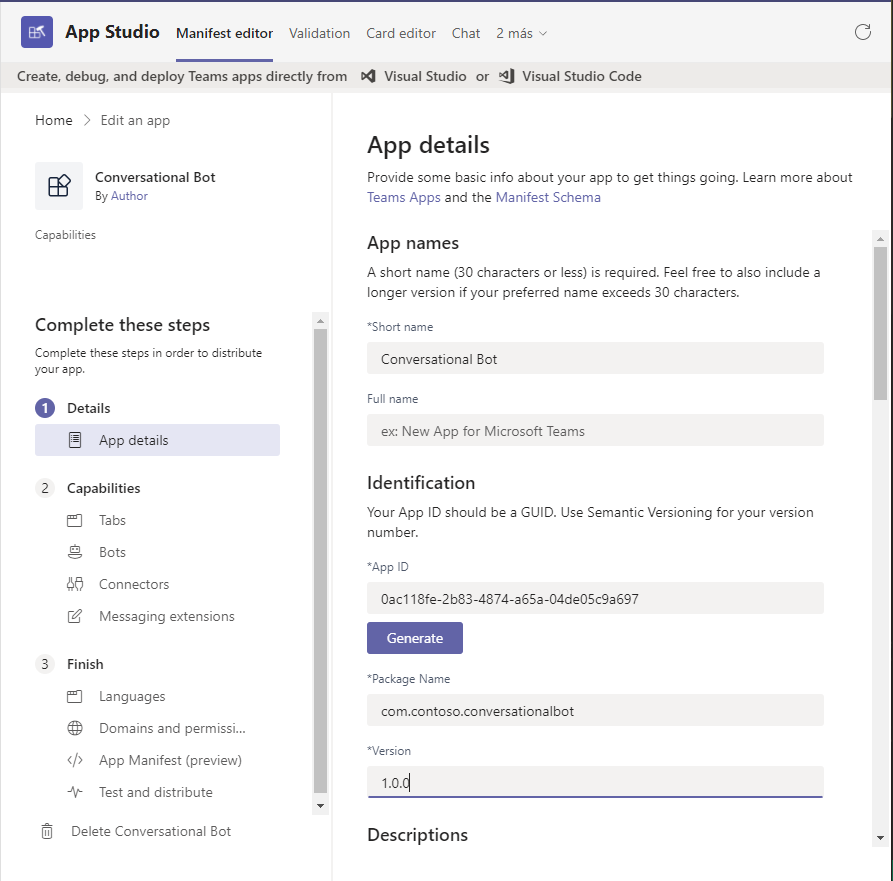 App Studio
Manifest editor
Validation
Card editor
Chat
2 más
Create, debug, and deploy Teams apps directly from Visual Studio or Visual Studio Code
Home > Edit an app
Conversational Bot
By Author
Capabilities
Complete these steps
Complete these steps in order to distribute
your app.
1 Details
App details
2 Capabilities
Tabs
Bots
Connectors
Messaging extensions
3 Finish
Languages
Domains and permissi...
App Manifest (preview)
Test and distribute
Delete Conversational Bot
App details
Provide some basic info about your app to get things going. Learn more about
Teams Apps and the Manifest Schema
App names
A short name (30 characters or less) is required. Feel free to also include a
longer version if your preferred name exceeds 30 characters.
*Short name
Conversational Bot
Full name
ex: New App for Microsoft Teams
Identification
Your App ID should be a GUID. Use Semantic Versioning for your version
number.
*App ID
0ac118fe-2b83-4874-a65a-04de05c9a697
Generate
*Package Name
com.contoso.conversationalbot
*Version
1.0.0
Descriptions